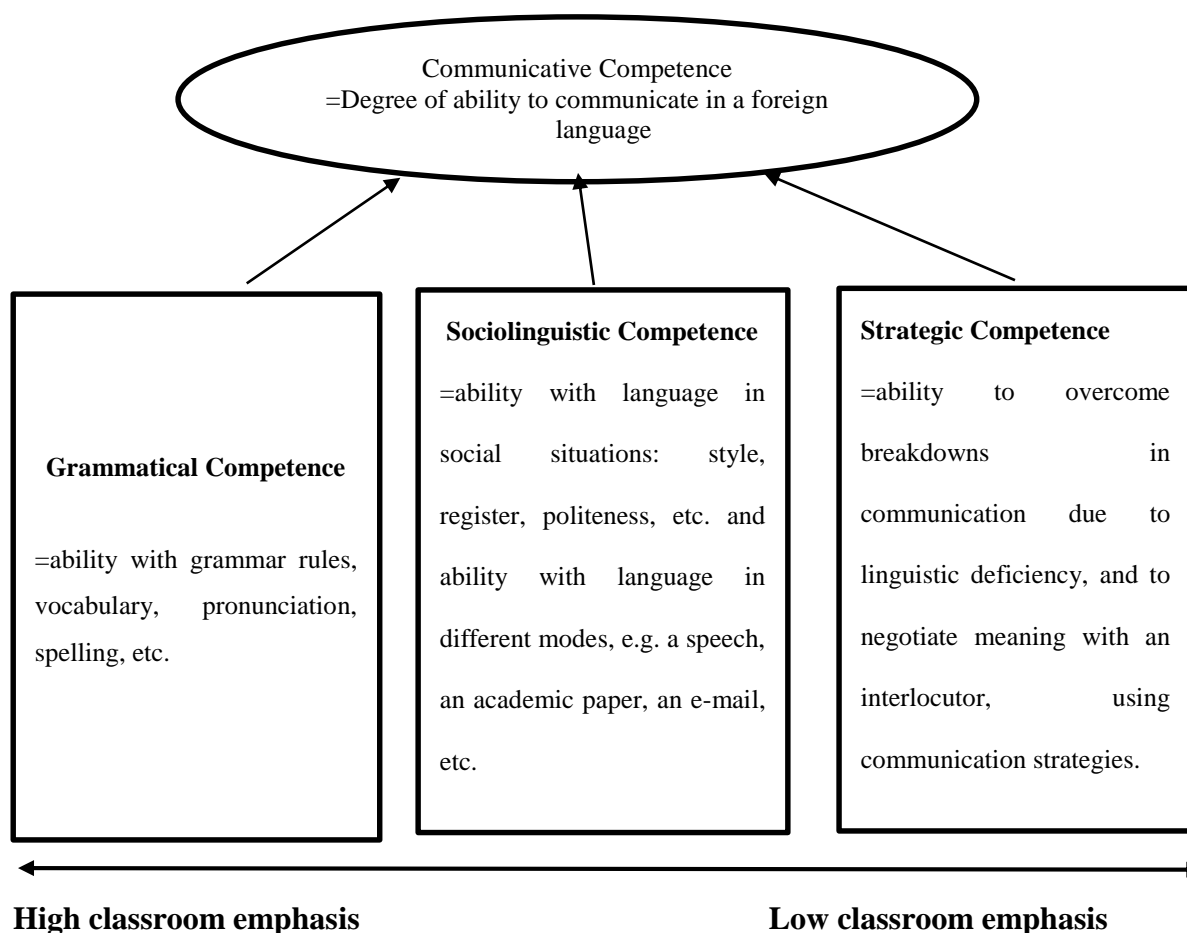 Communicative Competence
=Degree of ability to communicate in a foreign
language
Grammatical Competence
=ability with grammar rules,
vocabulary, pronunciation,
spelling, etc.
Sociolinguistic Competence
=ability with language in
social situations: style,
register, politeness, etc. and
ability with language in
different modes, e.g. a speech,
an academic paper, an e-mail,
etc.
Strategic Competence
=ability to overcome
breakdowns in
communication due to
linguistic deficiency, and to
negotiate meaning with an
interlocutor, using
communication strategies.
High classroom emphasis
Low classroom emphasis